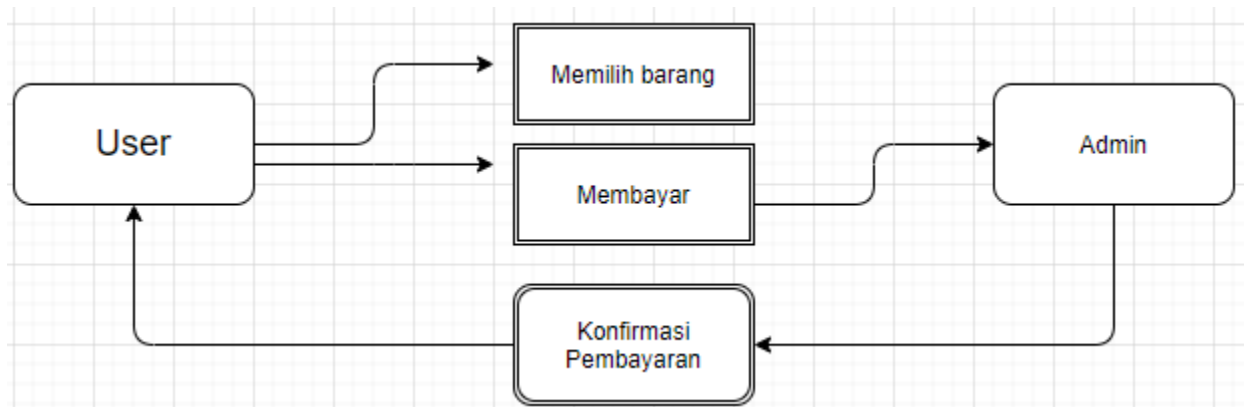 Memilih barang
User
Admin
Membayar
Konfirmasi
Pembayaran